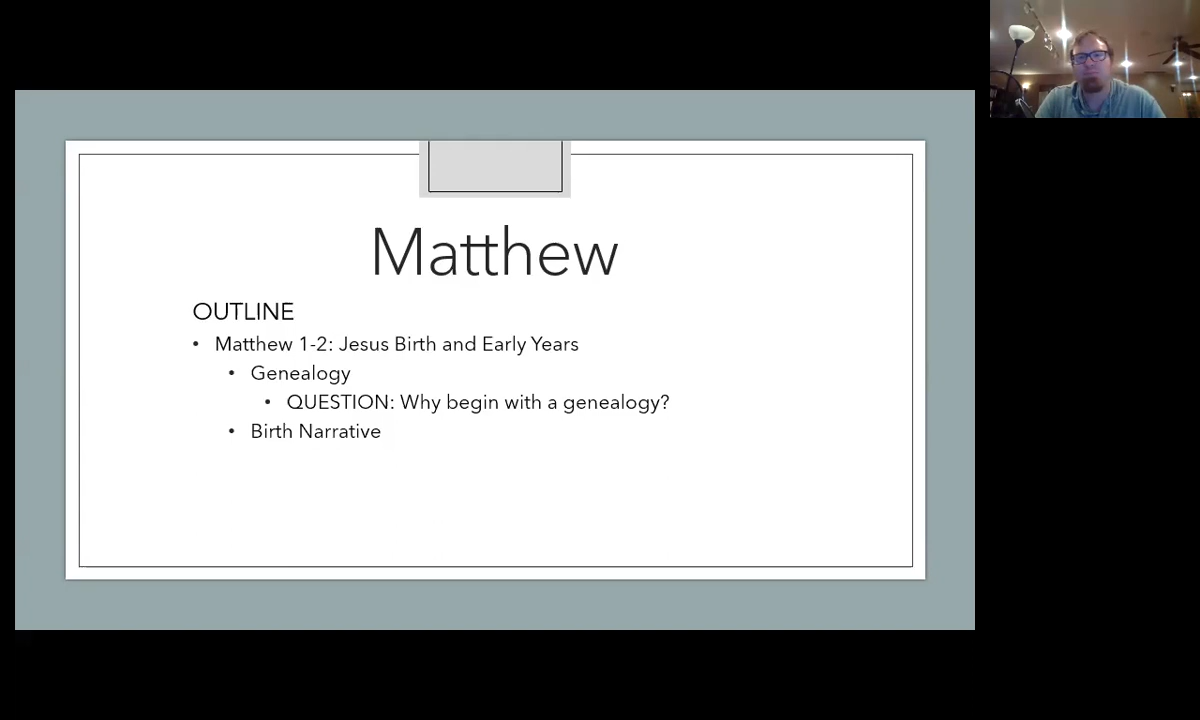 Matthew
OUTLINE
• Matthew 1-2: Jesus Birth and Early Years
• Genealogy
• QUESTION: Why begin with a genealogy?
• Birth Narrative